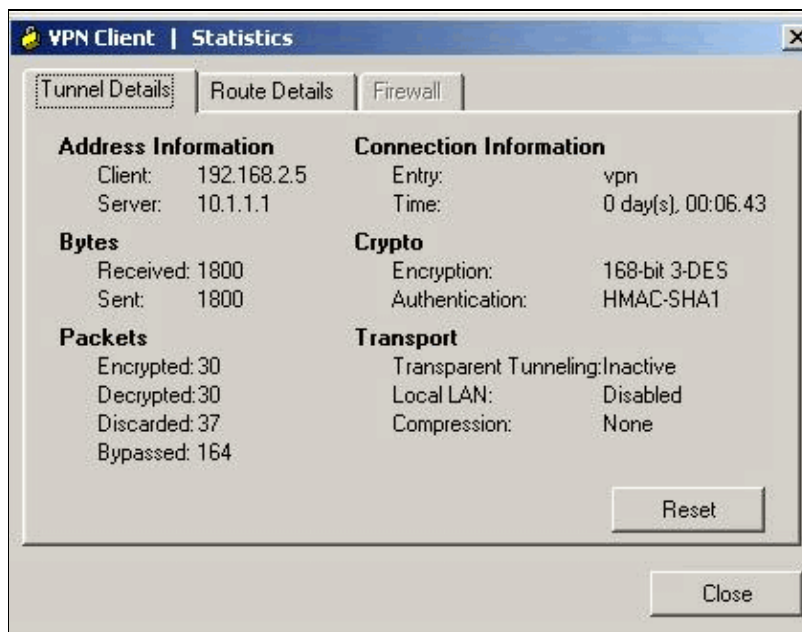 VPN Client | Statistics
Tunnel Details
Route Details
Firewall
Address Information
Client: 192.168.2.5
Server: 10.1.1.1
Connection Information
Entry: vpn
Time: 0 day(s), 00:06.43
Bytes
Received: 1800
Sent: 1800
Crypto
Encryption: 168-bit 3-DES
Authentication: HMAC-SHA1
Packets
Encrypted: 30
Decrypted: 30
Discarded: 37
Bypassed: 164
Transport
Transparent Tunneling: Inactive
Local LAN: Disabled
Compression: None
Reset
Close